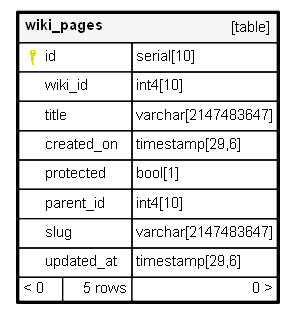 wiki_pages [table]
id serial[10]
wiki_id int4[10]
title varchar[2147483647]
created_on timestamp[29,6]
protected bool[1]
parent_id int4[10]
slug varchar[2147483647]
updated_at timestamp[29,6]
< 0 5 rows 0 >